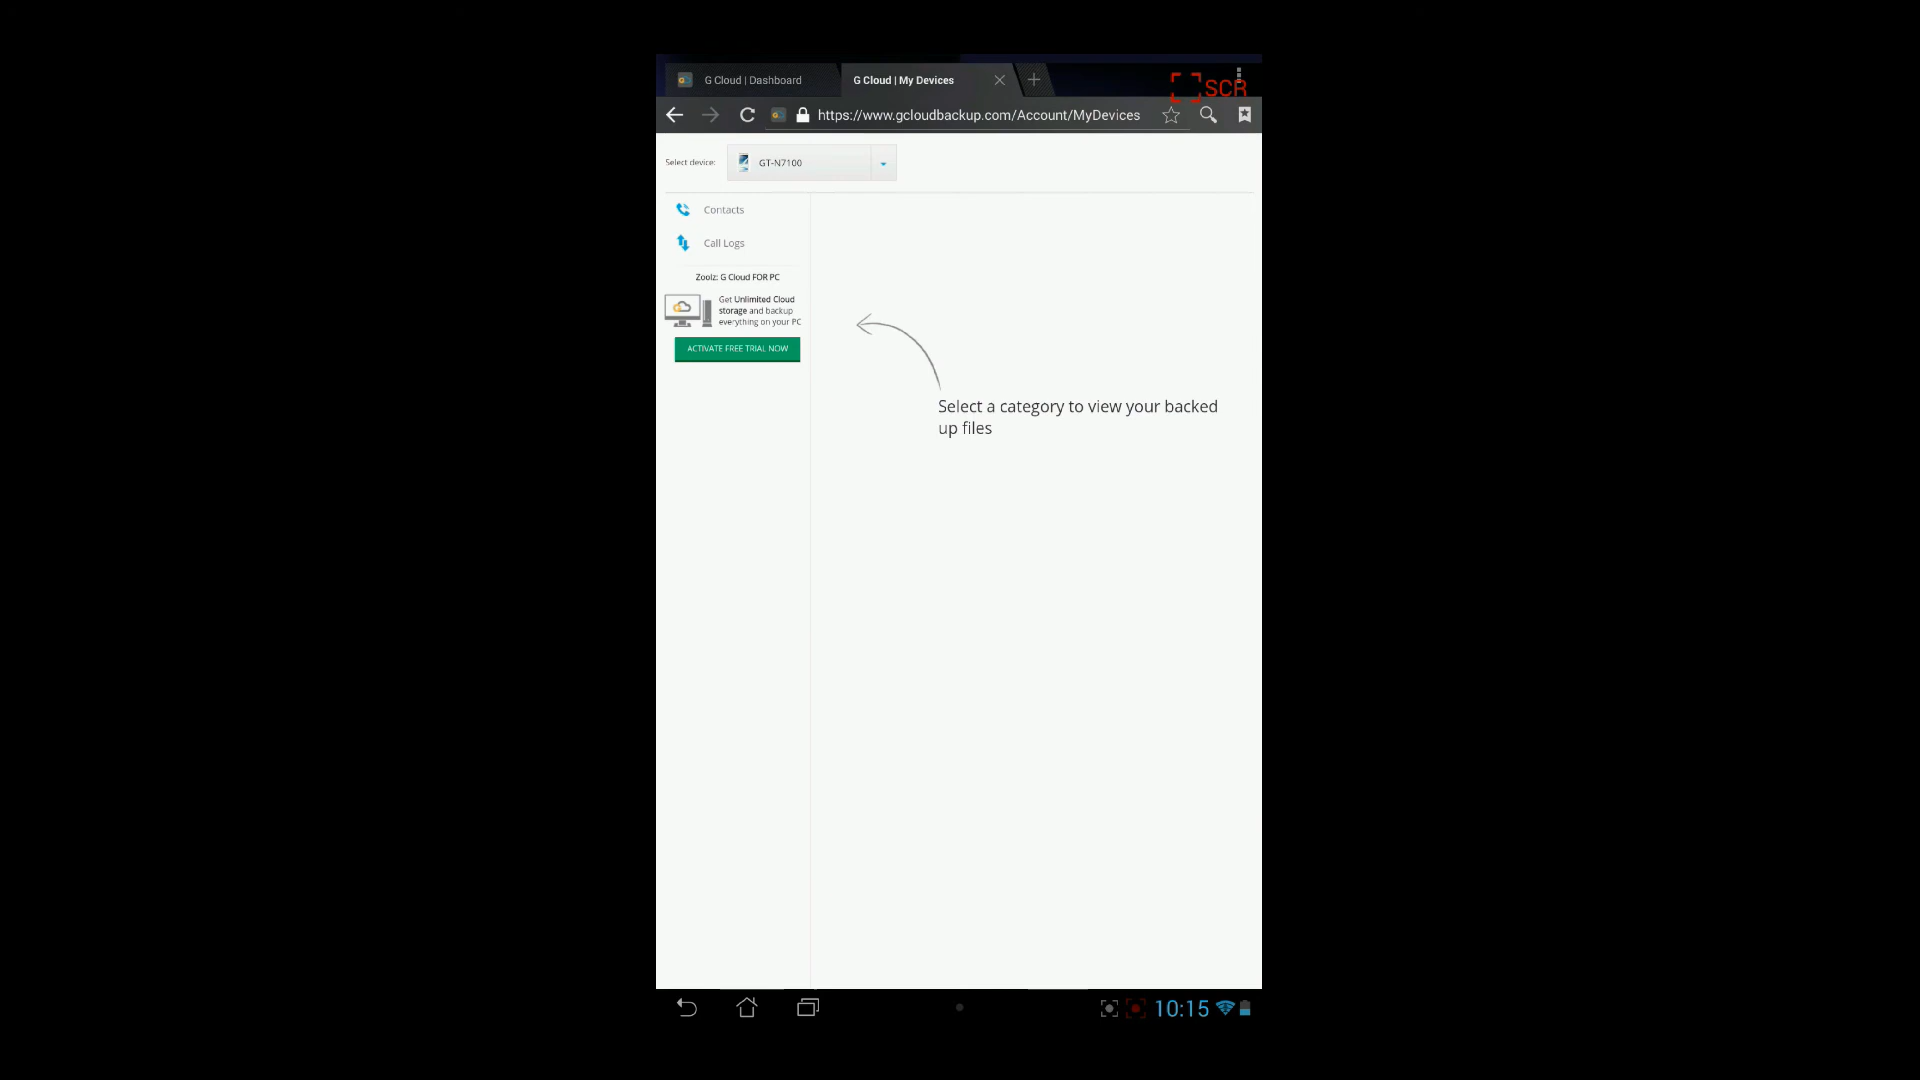 G Cloud | Dashboard
G Cloud | My Devices
SCR
https://www.gcloudbackup.com/Account/MyDevices
Select device:
GT-N7100
Contacts
Call Logs
Zoolz: G Cloud FOR PC
Get Unlimited Cloud
storage and backup
everything on your PC
ACTIVATE FREE TRIAL NOW
Select a category to view your backed
up files
10:15